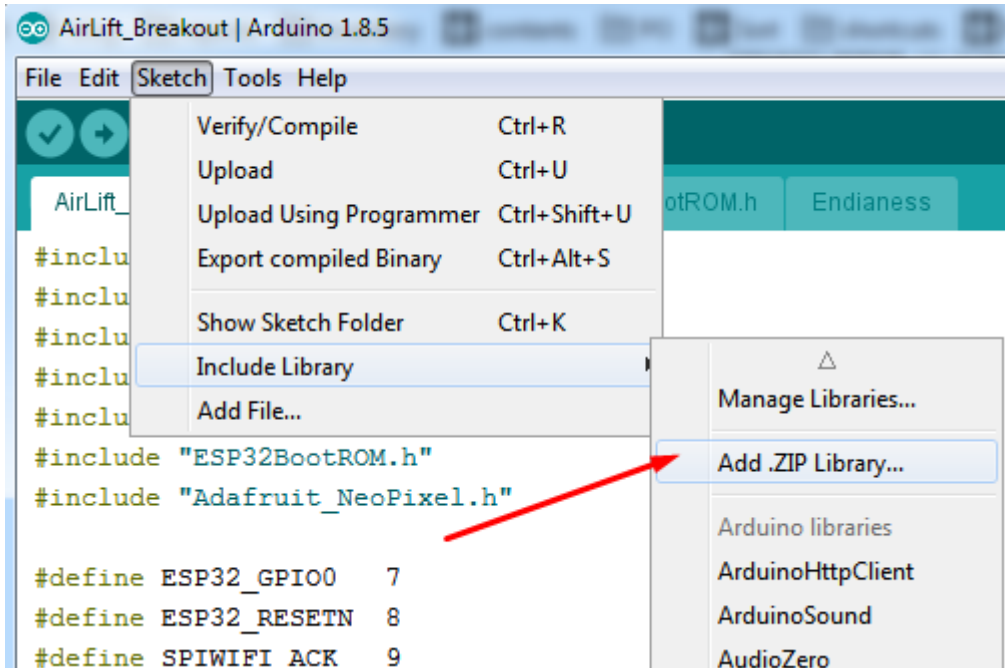 AirLift_Breakout | Arduino 1.8.5
File Edit Sketch Tools Help
Verify/Compile Ctrl+R
Upload Ctrl+U
AirLift_ Upload Using Programmer Ctrl+Shift+U otROM.h Endianess
#inclu Export compiled Binary Ctrl+Alt+S
#inclu
#inclu Show Sketch Folder Ctrl+K
#inclu Include Library
#inclu Add File...
Manage Libraries...
#include "ESP32BootROM.h"
Add .ZIP Library...
#include "Adafruit_NeoPixel.h"
Arduino libraries
#define ESP32_GPIO0 7 ArduinoHttpClient
#define ESP32_RESETN 8 ArduinoSound
#define SPIWIFI_ACK 9 AudioZero